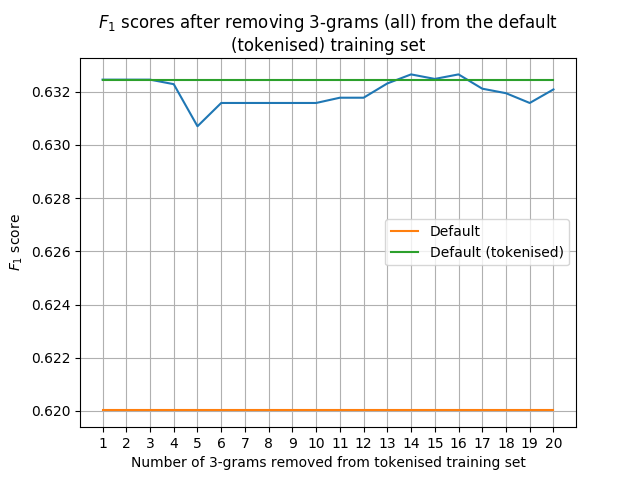 F₁ scores after removing 3-grams (all) from the default
(tokenised) training set
F₁ score
0.632
0.630
0.628
0.626
0.624
0.622
0.620
Default
Default (tokenised)
1 2 3 4 5 6 7 8 9 10 11 12 13 14 15 16 17 18 19 20
Number of 3-grams removed from tokenised training set